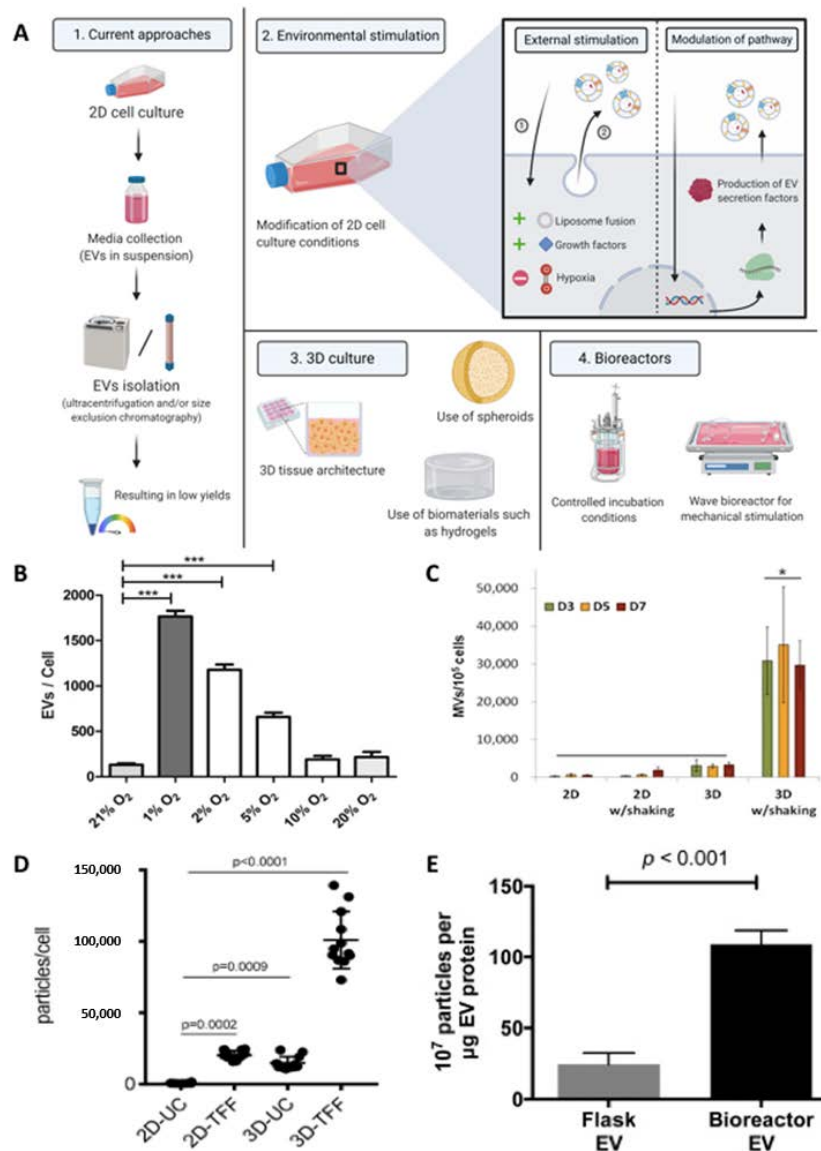 A
1. Current approaches
2D cell culture
Media collection
(EVs in suspension)
EVs isolation
(ultracentrifugation and/or size
exclusion chromatography)
Resulting in low yields
2. Environmental stimulation
Modification of 2D cell
culture conditions
External stimulation
1
2
+ Liposome fusion
+ Growth factors
− Hypoxia
Modulation of pathway
Production of EV
secretion factors
3. 3D culture
3D tissue architecture
Use of spheroids
Use of biomaterials such
as hydrogels
4. Bioreactors
Controlled incubation
conditions
Wave bioreactor for
mechanical stimulation
B
***
***
***
EVs / Cell
2000
1500
1000
500
0
21% O₂
1% O₂
2% O₂
5% O₂
10% O₂
20% O₂
C
MVs/10⁵ cells
50,000
40,000
30,000
20,000
10,000
0
D3 D5 D7
*
2D
2D
w/shaking
3D
3D
w/shaking
D
particles/cell
150,000
100,000
50,000
0
p<0.0001
p=0.0009
p=0.0002
2D-UC
2D-TFF
3D-UC
3D-TFF
E
p < 0.001
10⁷ particles per
µg EV protein
150
100
50
0
Flask
EV
Bioreactor
EV